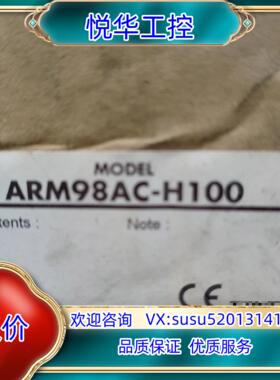 悦华工控
MODEL
ARM98AC-H100
tents :
Note :
CE
价
欢迎咨询 VX:susu52013141
品质保证 优质服务